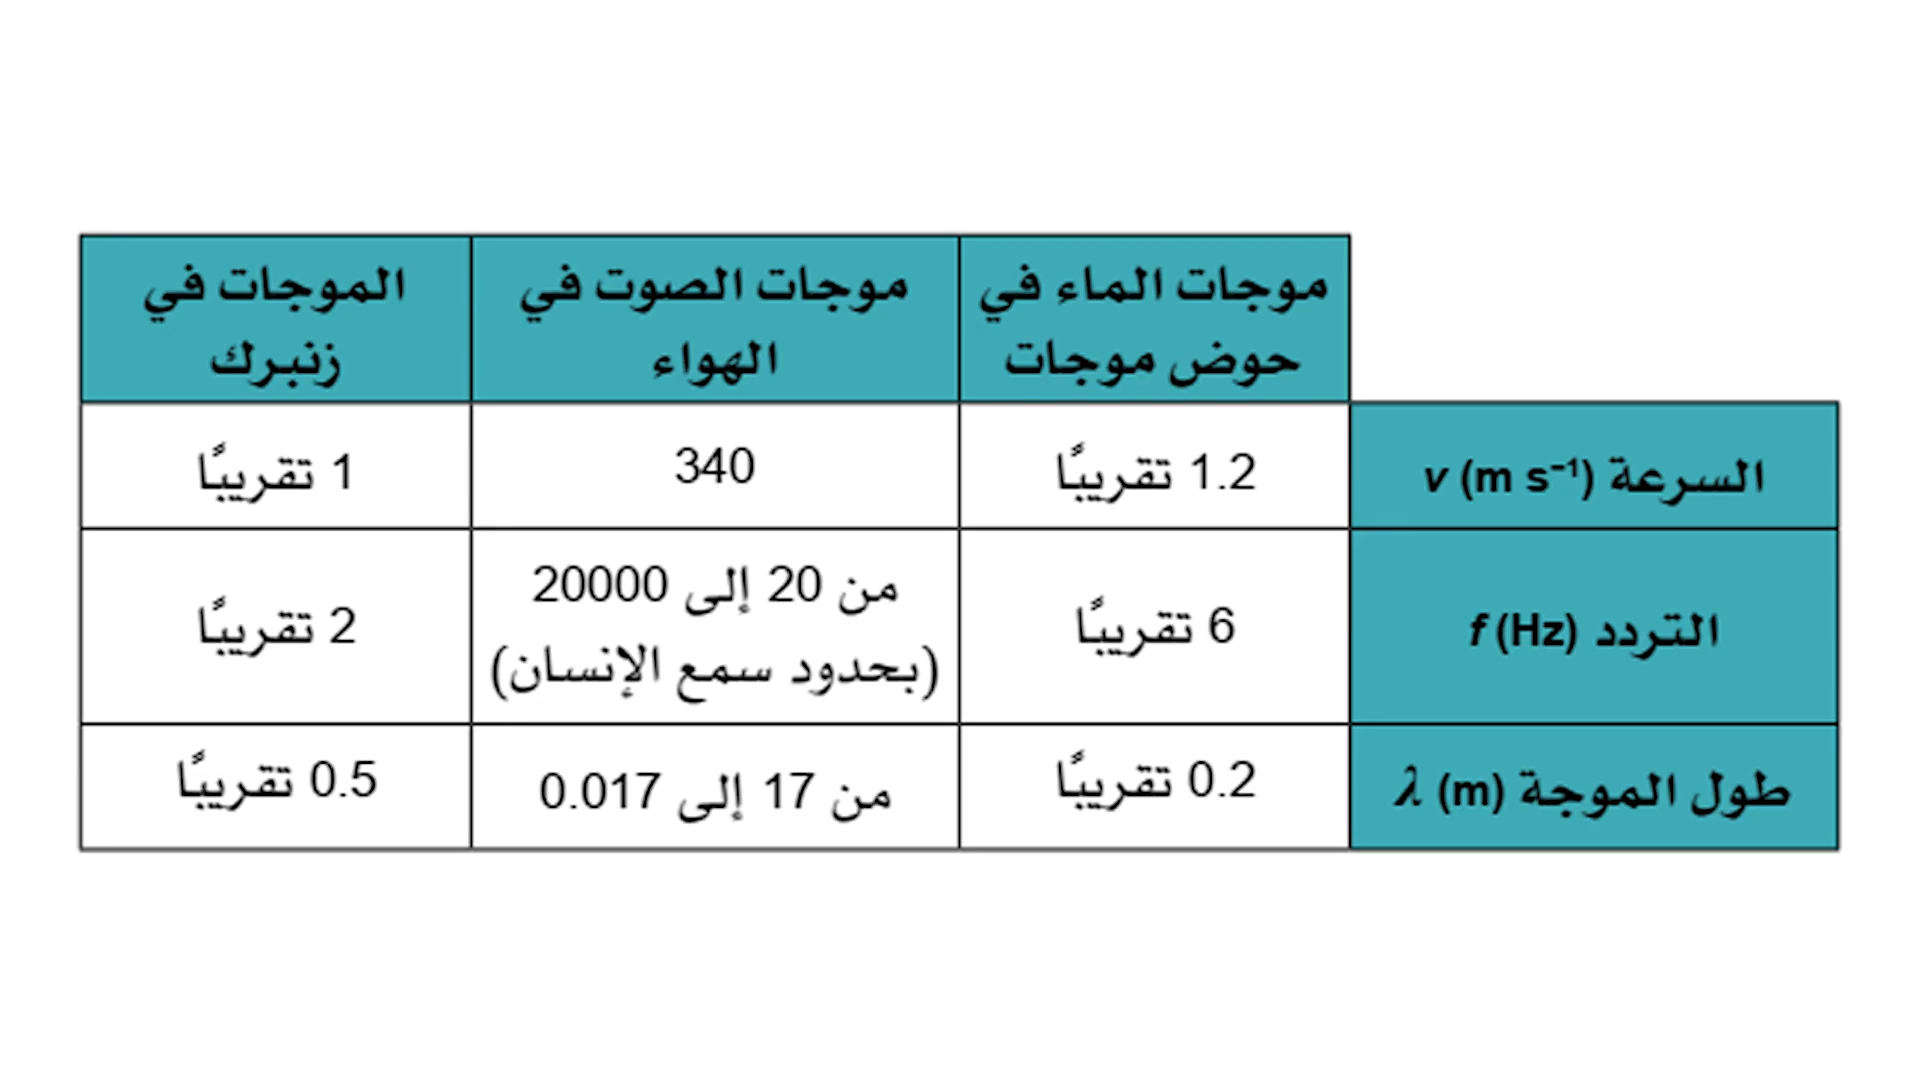 موجات الماء في
حوض موجات
موجات الصوت في
الهواء
الموجات في
زنبرك
السرعة v (m s⁻¹)
1.2 تقريبًا
340
1 تقريبًا
التردد f (Hz)
6 تقريبًا
من 20 إلى 20000
(بحدود سمع الإنسان)
2 تقريبًا
طول الموجة λ (m)
0.2 تقريبًا
من 17 إلى 0.017
0.5 تقريبًا